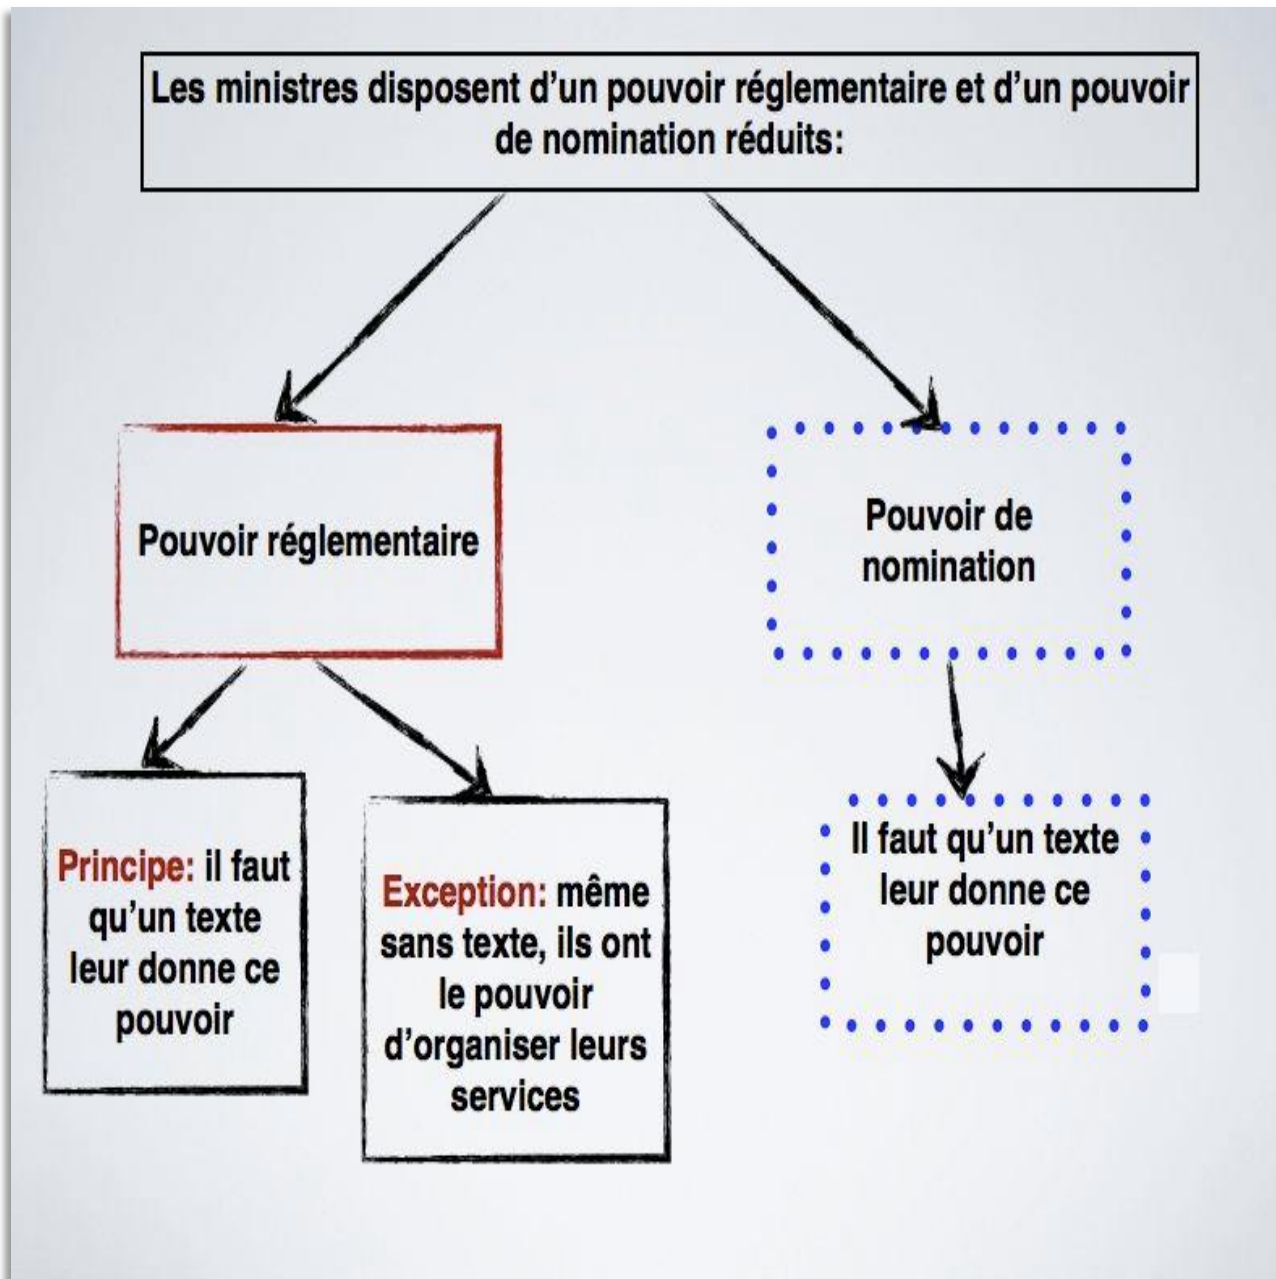 Les ministres disposent d'un pouvoir réglementaire et d'un pouvoir
de nomination réduits:
Pouvoir réglementaire
Pouvoir de
nomination
Principe: il faut
qu'un texte
leur donne ce
pouvoir
Exception: même
sans texte, ils ont
le pouvoir
d'organiser leurs
services
Il faut qu'un texte
leur donne ce
pouvoir